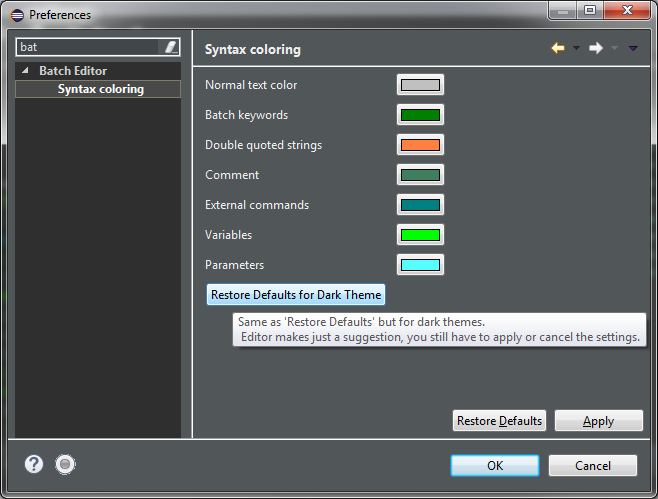 Preferences
bat
Batch Editor
Syntax coloring
Syntax coloring
Normal text color
Batch keywords
Double quoted strings
Comment
External commands
Variables
Parameters
Restore Defaults for Dark Theme
Same as 'Restore Defaults' but for dark themes.
Editor makes just a suggestion, you still have to apply or cancel the settings.
Restore Defaults
Apply
OK
Cancel